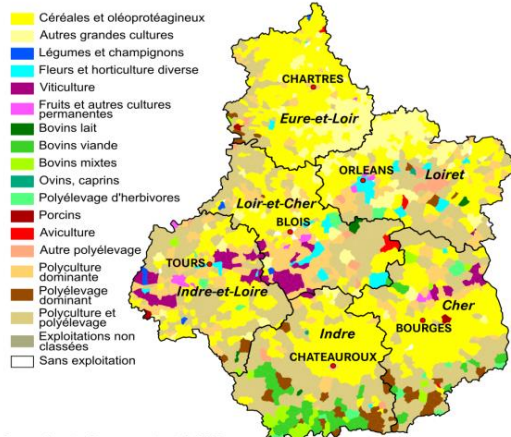 Céréales et oléoprotéagineux
Autres grandes cultures
Légumes et champignons
Fleurs et horticulture diverse
Viticulture
Fruits et autres cultures
permanentes
Bovins lait
Bovins viande
Bovins mixtes
Ovins, caprins
Polyélevage d'herbivores
Porcins
Aviculture
Autre polyélevage
Polyculture
dominante
Polyélevage
dominant
Polyculture et
polyélevage
Exploitations non
classées
Sans exploitation
CHARTRES
Eure-et-Loir
ORLEANS
Loiret
Loir-et-Cher
BLOIS
TOURS
Indre-et-Loire
Cher
BOURGES
Indre
CHATEAUROUX